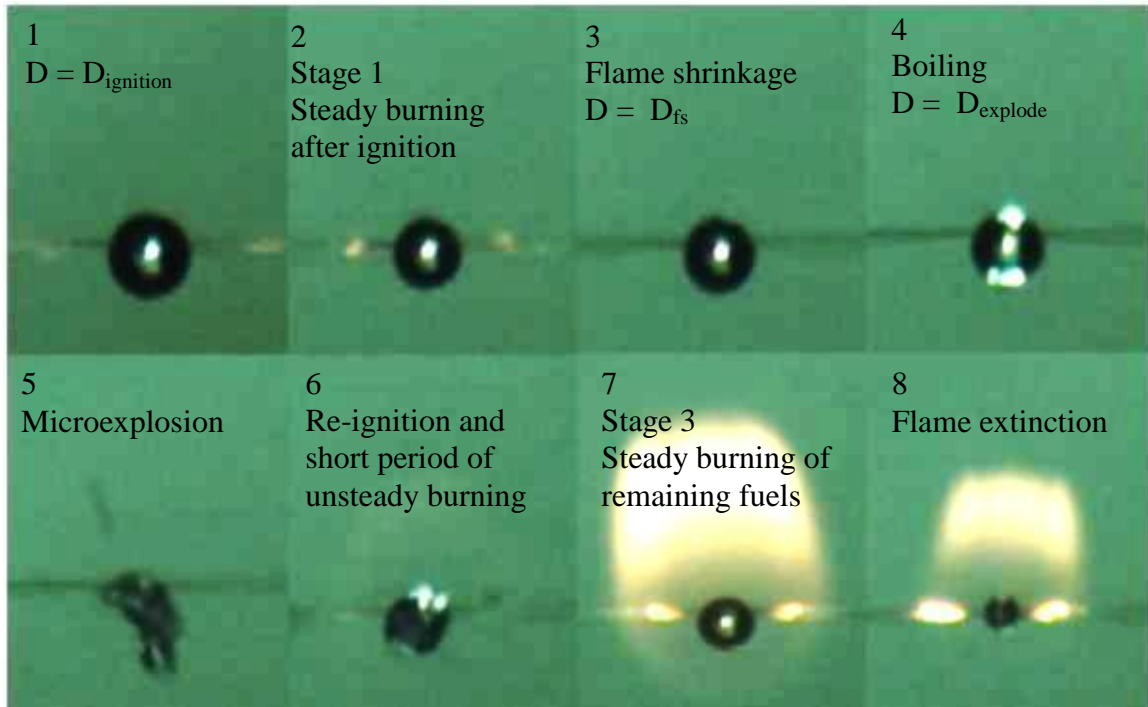 1
D = Dignition
2
Stage 1
Steady burning
after ignition
3
Flame shrinkage
D = Dfs
4
Boiling
D = Dexplode
5
Microexplosion
6
Re-ignition and
short period of
unsteady burning
7
Stage 3
Steady burning of
remaining fuels
8
Flame extinction